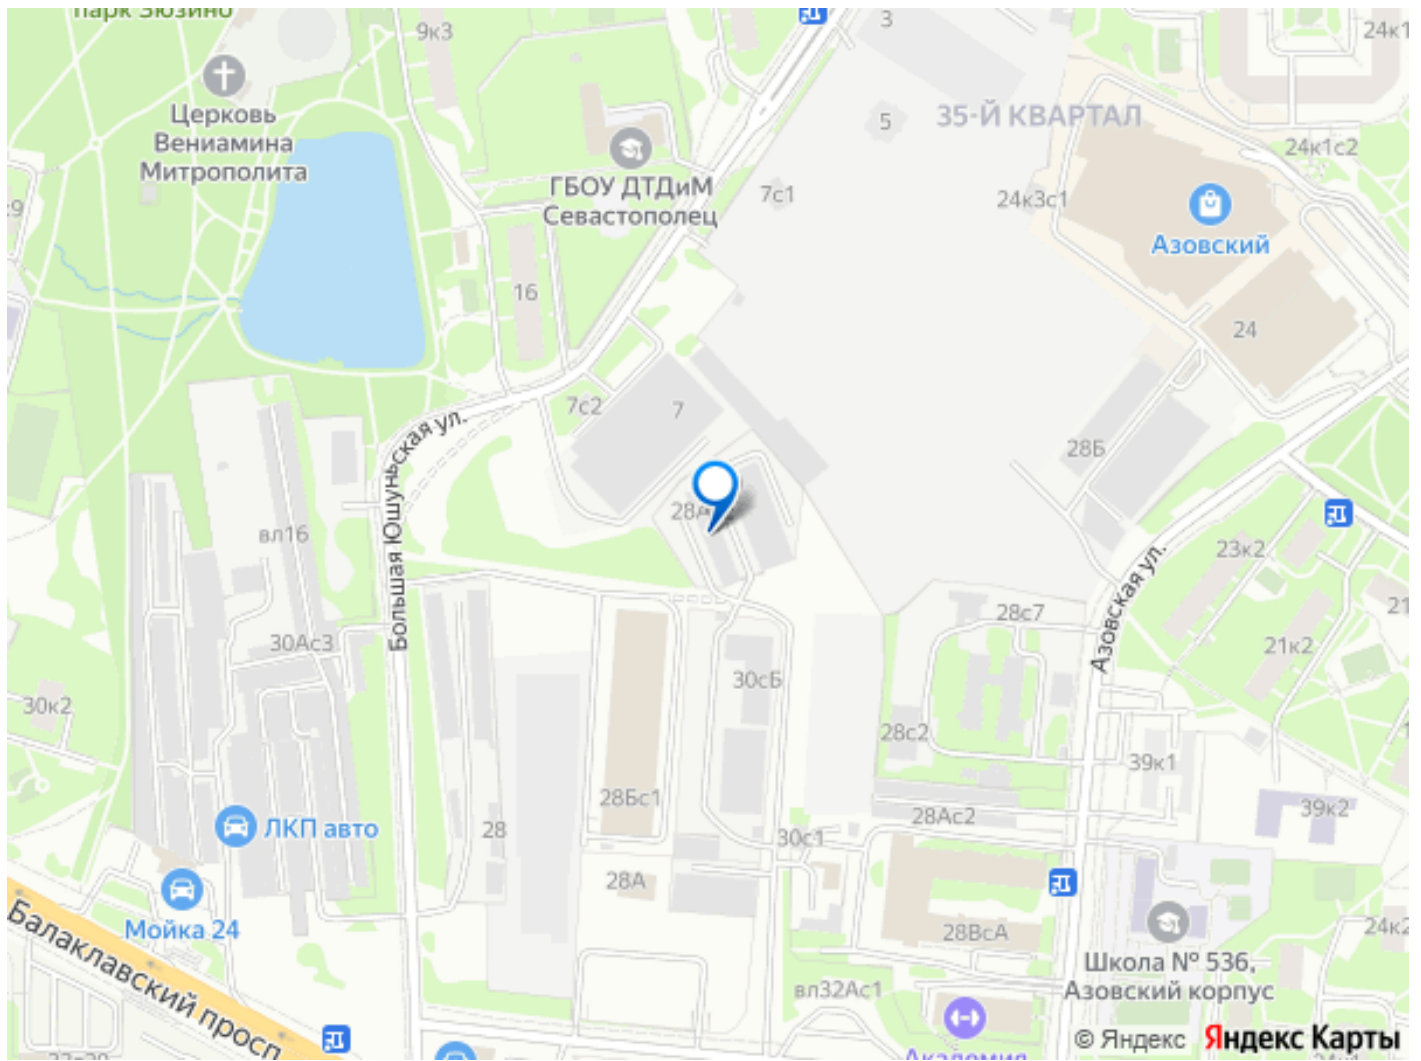 парк Зюзино
9к3
3
24к1
Церковь
Вениамина
Митрополита
35-Й КВАРТАЛ
5
24к1с2
ГБОУ ДТДиМ
Севастополец
7с1
24к3с1
Азовский
16
24
7с2
7
Большая Юшуньская ул.
28Б
28А
вл16
23к2
Азовская ул.
21
28с7
30Ас3
21к2
30сБ
30к2
28с2
39к1
28Бс1
39к2
ЛКП авто
28
28Ас2
30с1
28А
Мойка 24
Балаклавский просп
28ВсА
24к2
Школа № 536,
Азовский корпус
вл32Ас1
Академия
© Яндекс
Яндекс Карты